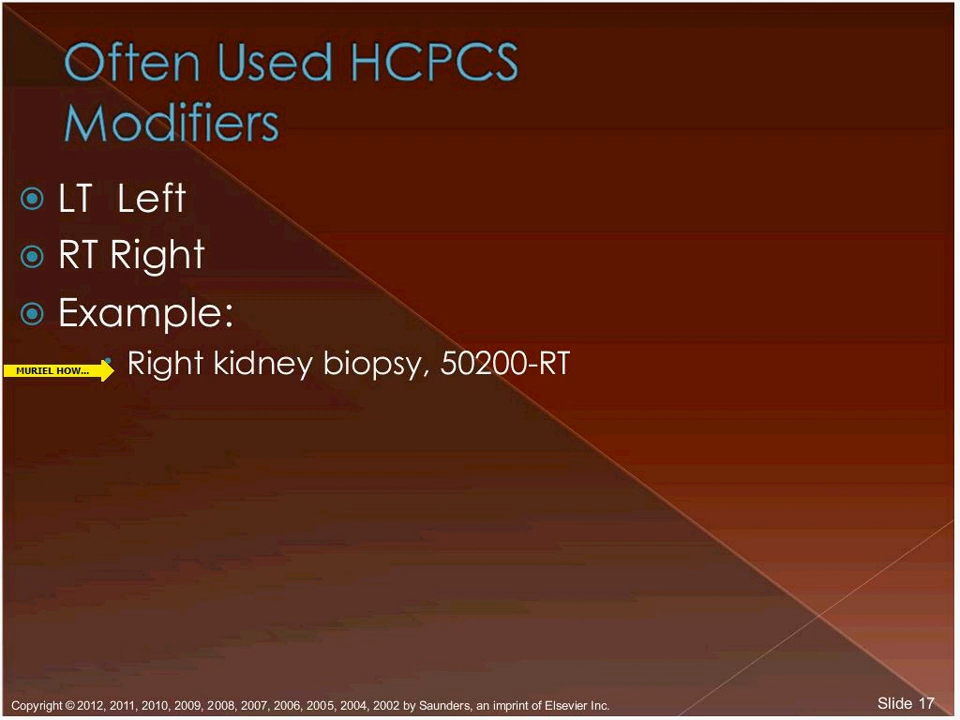 Often Used HCPCS
Modifiers
LT Left
RT Right
Example:
Right kidney biopsy, 50200-RT
MURIEL HOW...
Copyright © 2012, 2011, 2010, 2009, 2008, 2007, 2006, 2005, 2004, 2002 by Saunders, an imprint of Elsevier Inc.
Slide 17